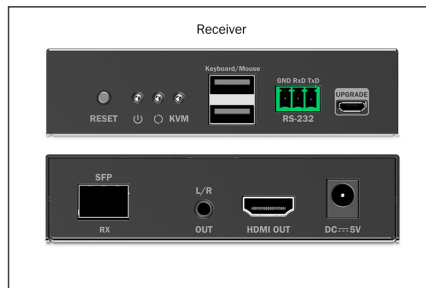 Receiver
Keyboard/Mouse
GND RxD TxD
UPGRADE
RESET
KVM
RS-232
SFP
L/R
RX
OUT
HDMI OUT
DC⎓5V